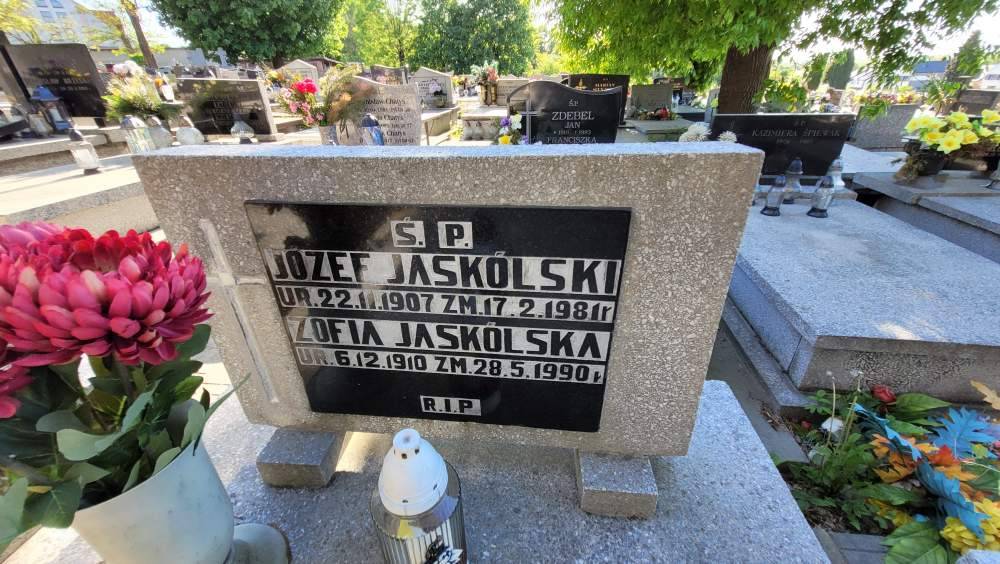 Ś. P.
JÓZEF JASKÓLSKI
UR. 22.11.1907 ZM. 17.2.1981 r
ZOFIA JASKÓLSKA
UR. 6.12.1910 ZM. 28.5.1990 r.
R.I.P
Ś.P.
ZDEBEL
JAN
FRANCISZKA
KAZIMIERA ŚPIEWAK